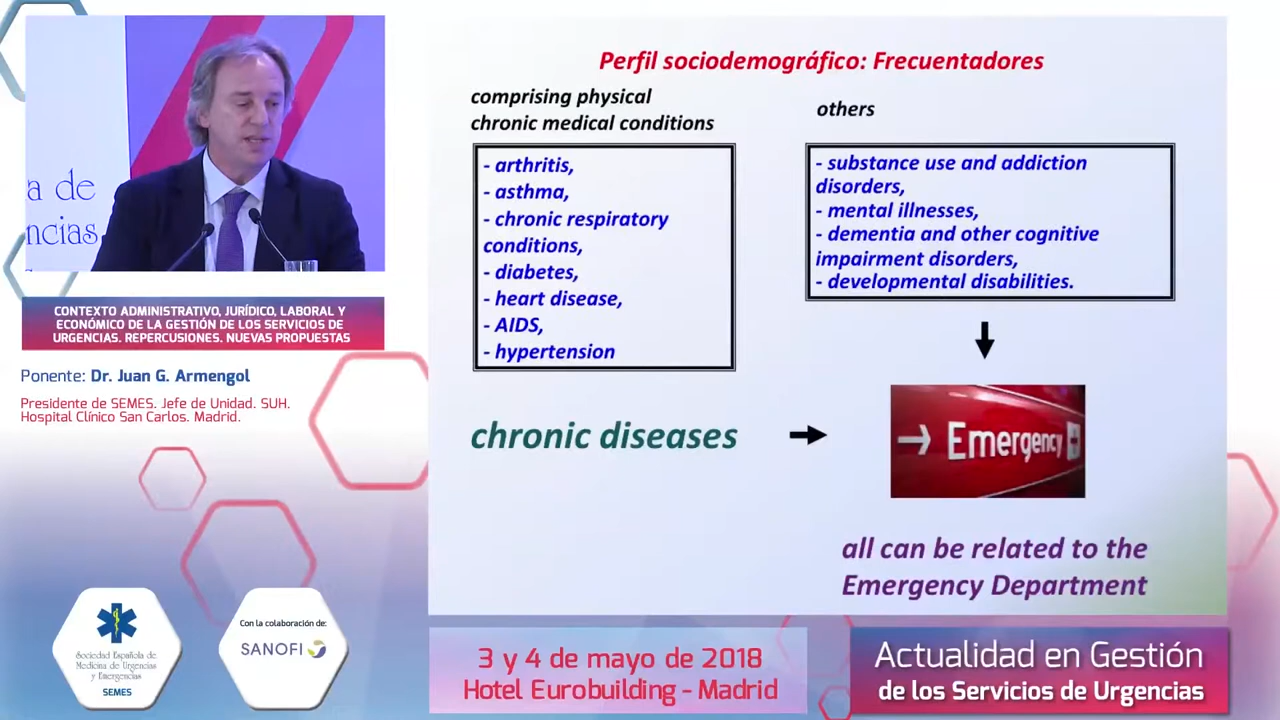 a de
ncias
CONTEXTO ADMINISTRATIVO, JURÍDICO, LABORAL Y
ECONÓMICO DE LA GESTIÓN DE LOS SERVICIOS DE
URGENCIAS. REPERCUSIONES. NUEVAS PROPUESTAS
Ponente: Dr. Juan G. Armengol
Presidente de SEMES. Jefe de Unidad. SUH.
Hospital Clínico San Carlos. Madrid.
Sociedad Española de
Medicina de Urgencias
y Emergencias
SEMES
Con la colaboración de:
SANOFI
Perfil sociodemográfico: Frecuentadores
comprising physical
chronic medical conditions
- arthritis,
- asthma,
- chronic respiratory
conditions,
- diabetes,
- heart disease,
- AIDS,
- hypertension
others
- substance use and addiction
disorders,
- mental illnesses,
- dementia and other cognitive
impairment disorders,
- developmental disabilities.
chronic diseases
Emergency
all can be related to the
Emergency Department
3 y 4 de mayo de 2018
Hotel Eurobuilding - Madrid
Actualidad en Gestión
de los Servicios de Urgencias